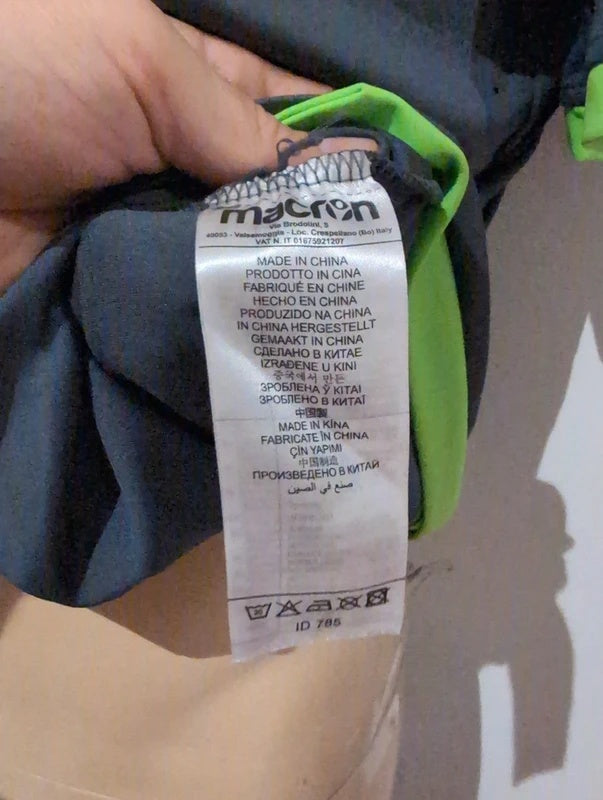 macron
Via Brodolini, 5
40053 - Valsamoggia - Loc. Crespellano (Bo) Italy
VAT N. IT 01675921207
MADE IN CHINA
PRODOTTO IN CINA
FABRIQUÉ EN CHINE
HECHO EN CHINA
PRODUZIDO NA CHINA
IN CHINA HERGESTELLT
GEMAAKT IN CHINA
СДЕЛАНО В КИТАЕ
IZRAĐENE U KINI
중국에서 만든
ЗРОБЛЕНА Ў КІТАІ
ЗРОБЛЕНО В КИТАЇ
中国製
MADE IN KINA
FABRICATE ÎN CHINA
ÇİN YAPIMI
中国制造
ПРОИЗВЕДЕНО В КИТАЙ
صنع في الصين
30
ID 785